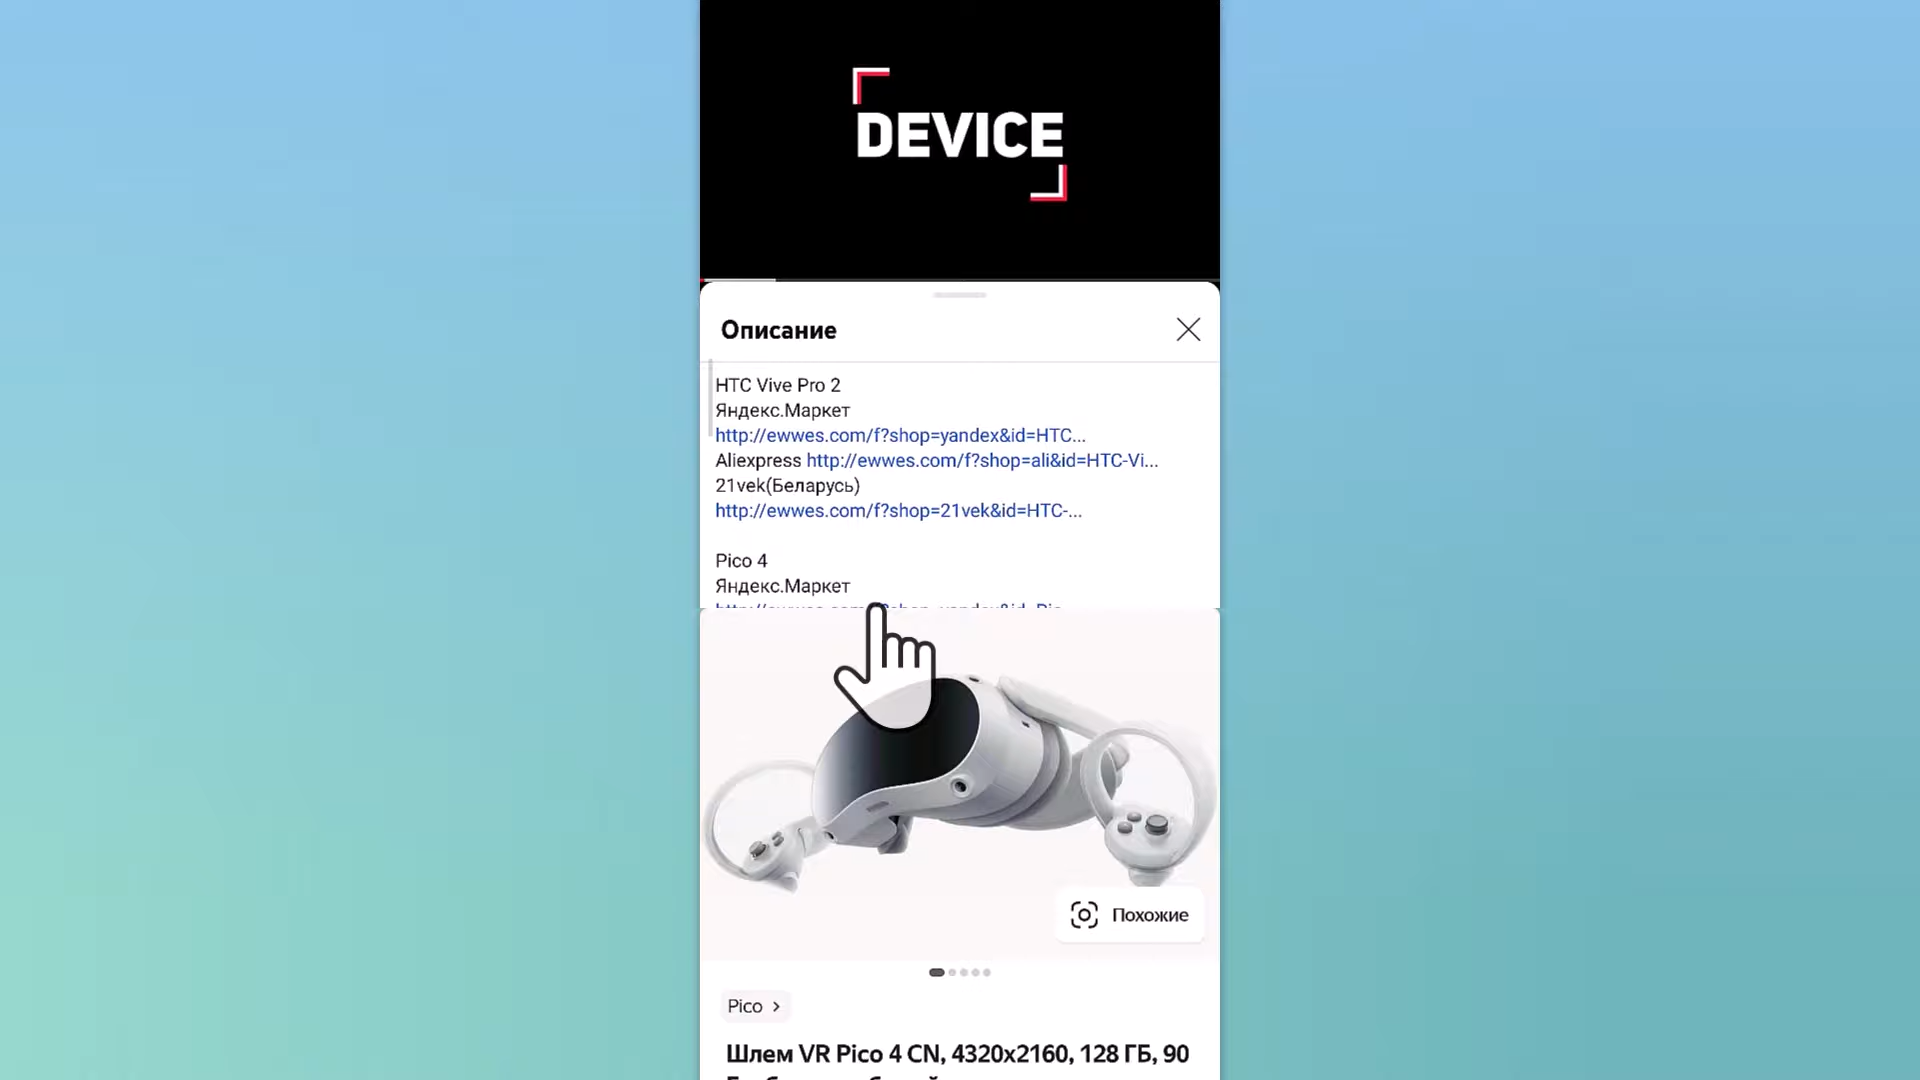 DEVICE
Описание
HTC Vive Pro 2
Яндекс.Маркет
http://ewwes.com/f?shop=yandex&id=HTC...
Aliexpress http://ewwes.com/f?shop=ali&id=HTC-Vi...
21vek(Беларусь)
http://ewwes.com/f?shop=21vek&id=HTC-...
Pico 4
Яндекс.Маркет
Похожие
Pico >
Шлем VR Pico 4 CN, 4320x2160, 128 ГБ, 90